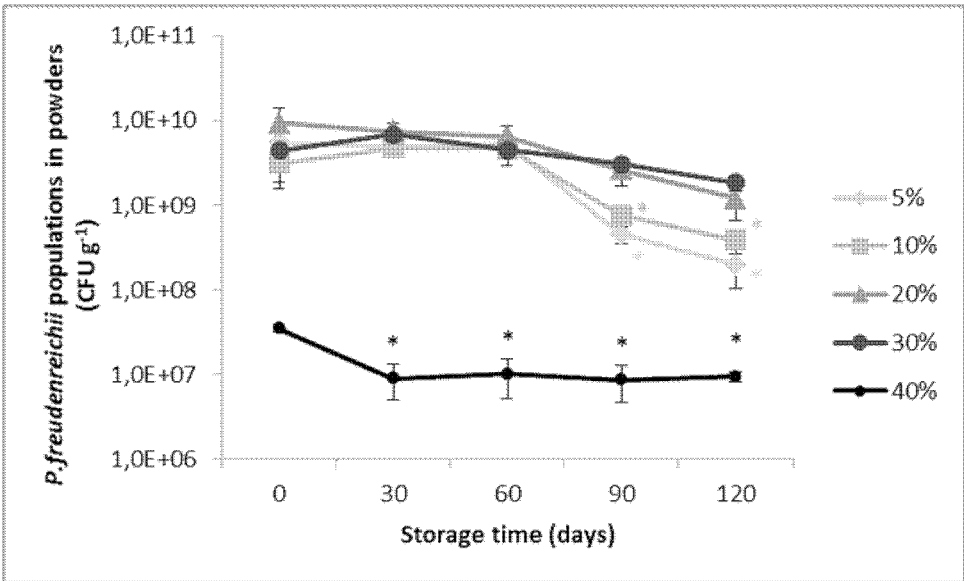 P.freudenreichii populations in powders
(CFU g-1)
1,0E+11
1,0E+10
1,0E+09
1,0E+08
1,0E+07
1,0E+06
*
*
*
*
*
*
*
*
0
30
60
90
120
Storage time (days)
5%
10%
20%
30%
40%